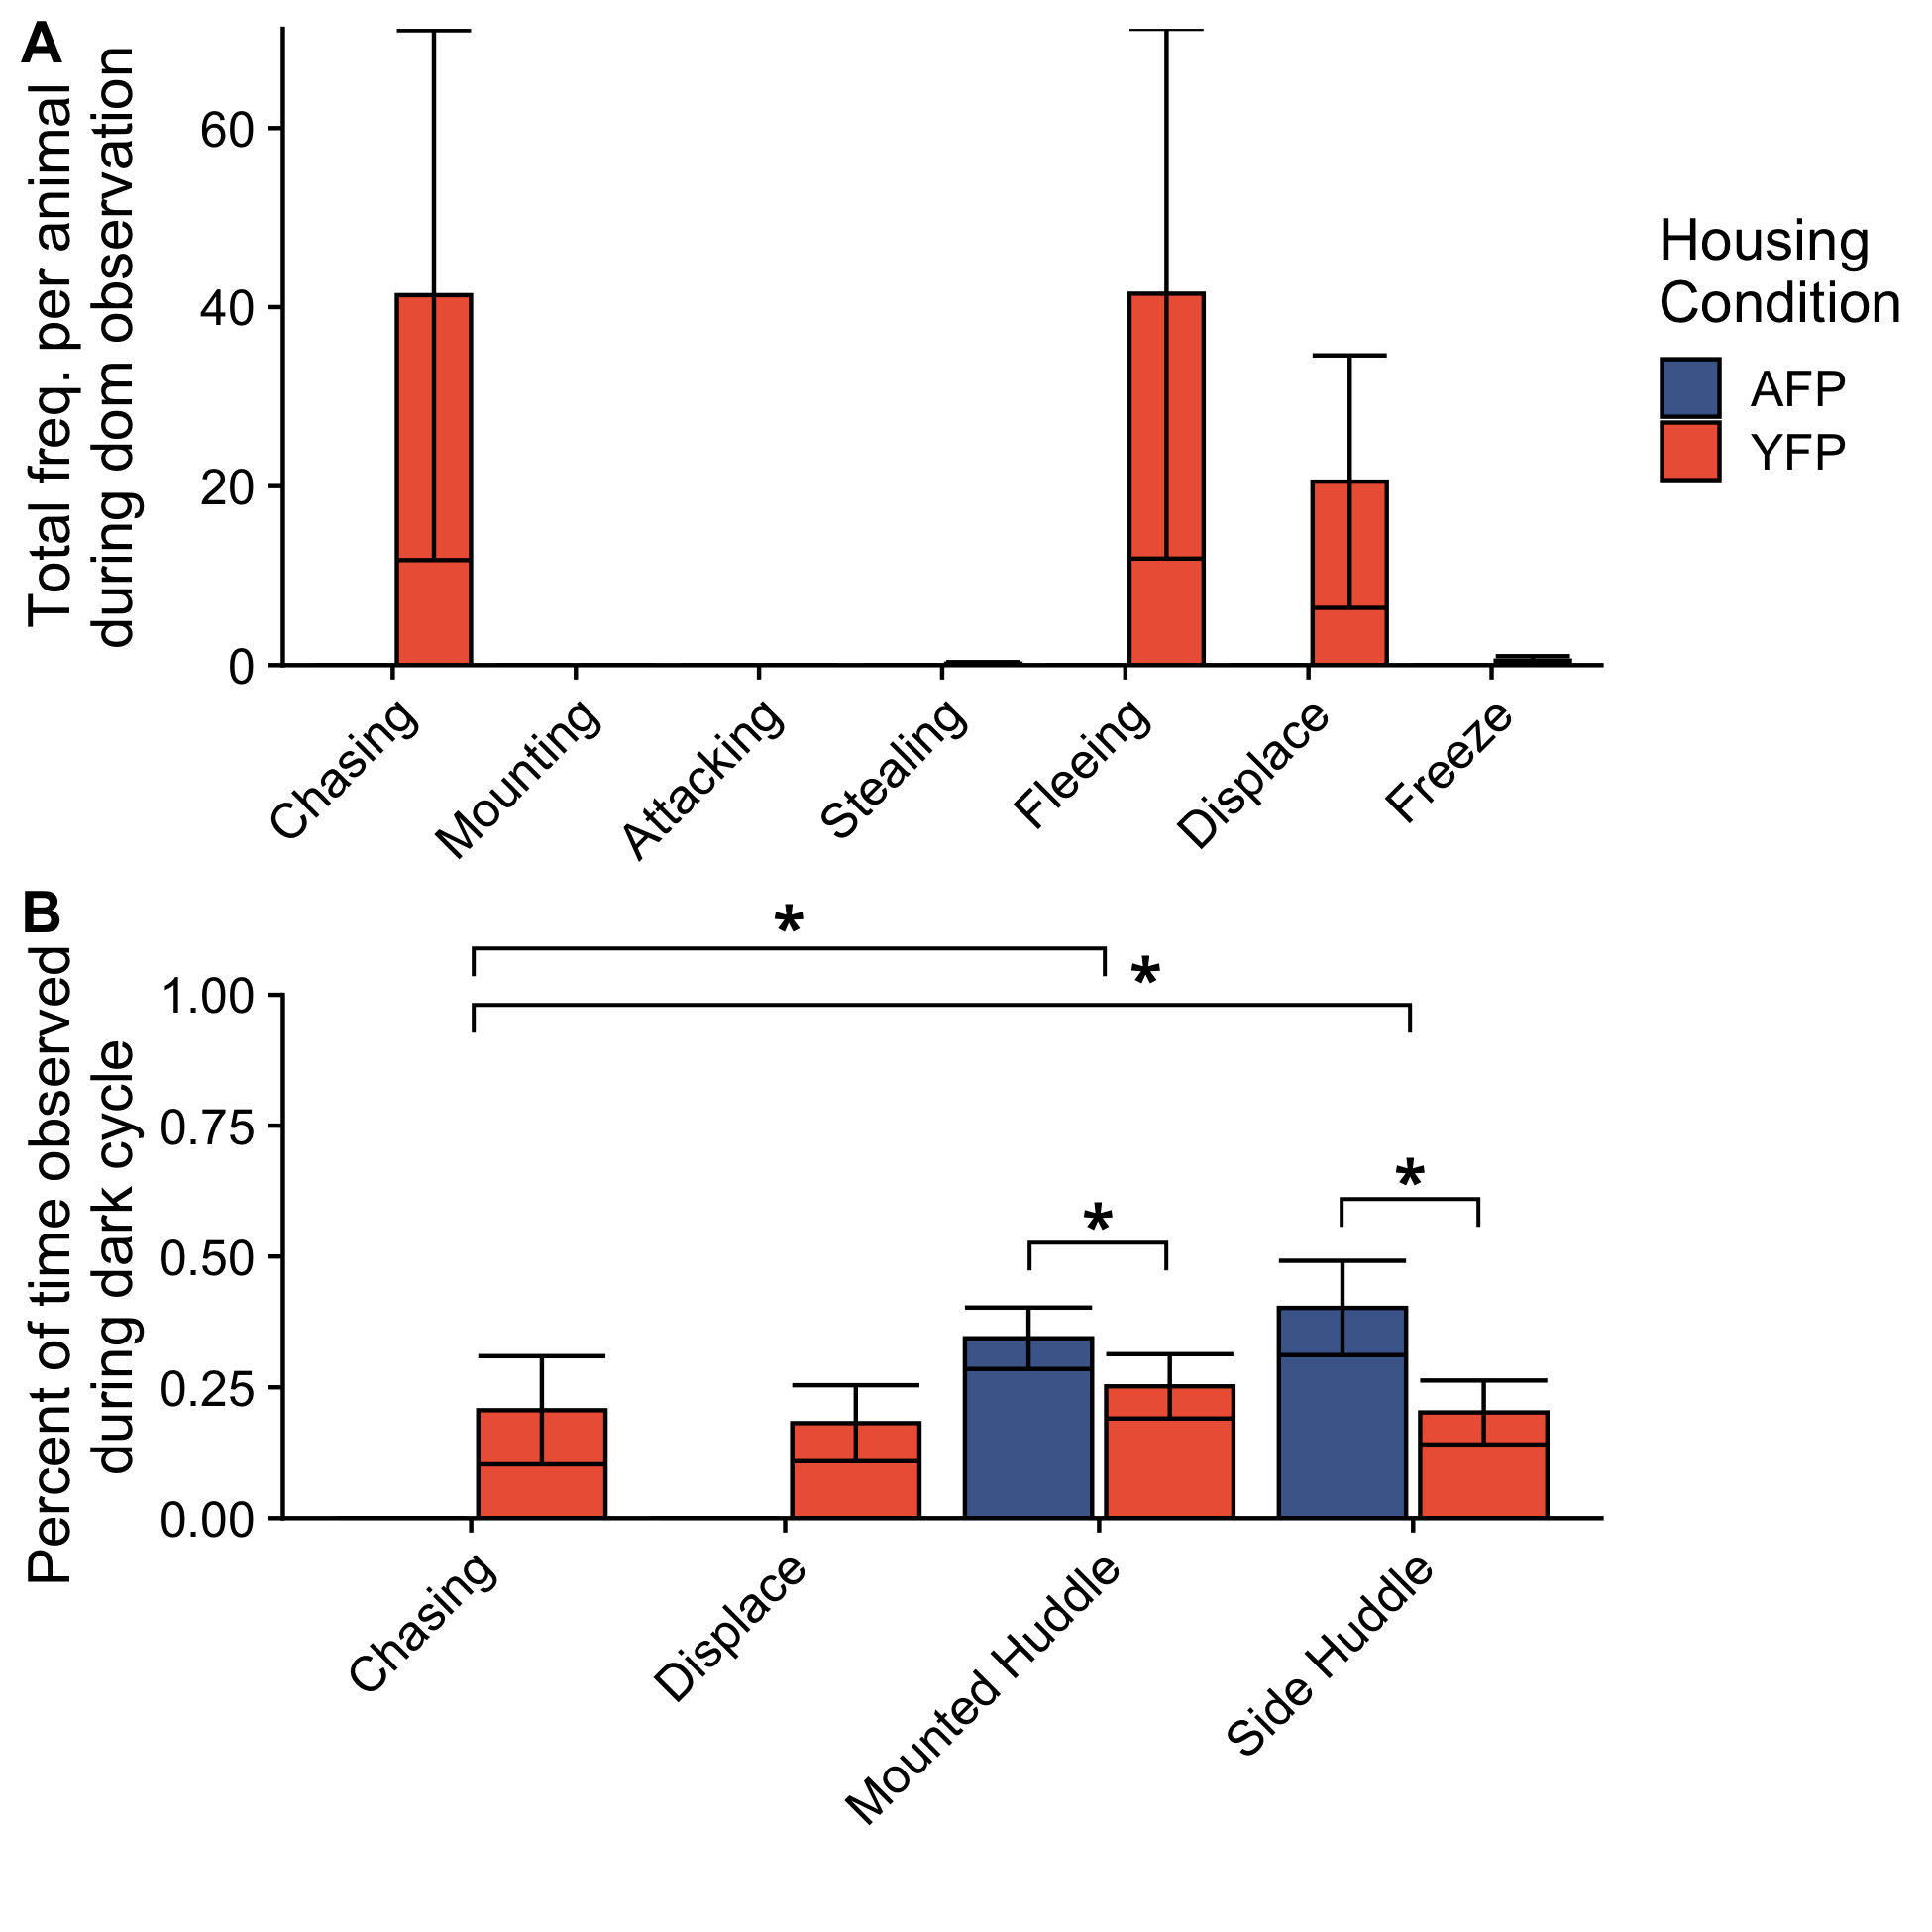 A
Total freq. per animal
during dom observation
60
40
20
0
Chasing
Mounting
Attacking
Stealing
Fleeing
Displace
Freeze
Housing
Condition
AFP
YFP
B
Percent of time observed
during dark cycle
1.00
0.75
0.50
0.25
0.00
*
*
*
*
Chasing
Displace
Mounted Huddle
Side Huddle